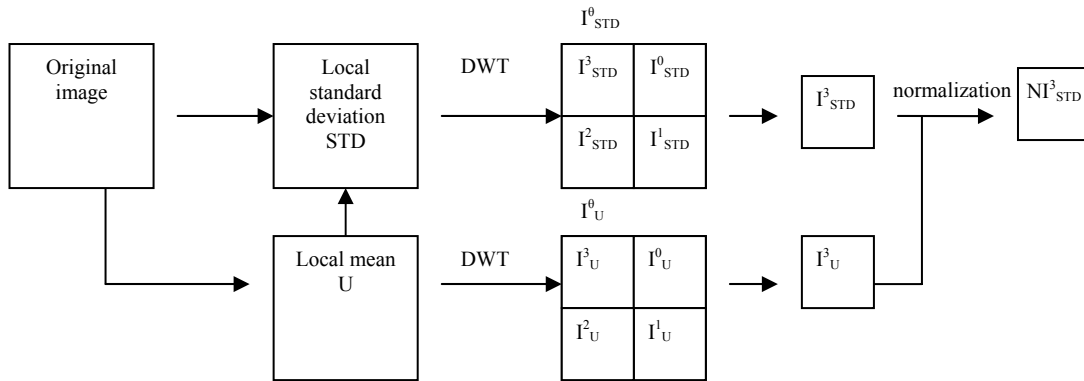 I^θ_STD
Original
image
Local
standard
deviation
STD
DWT
I^3_STD
I^0_STD
I^2_STD
I^1_STD
I^3_STD
normalization
NI^3_STD
Local mean
U
DWT
I^θ_U
I^3_U
I^0_U
I^2_U
I^1_U
I^3_U